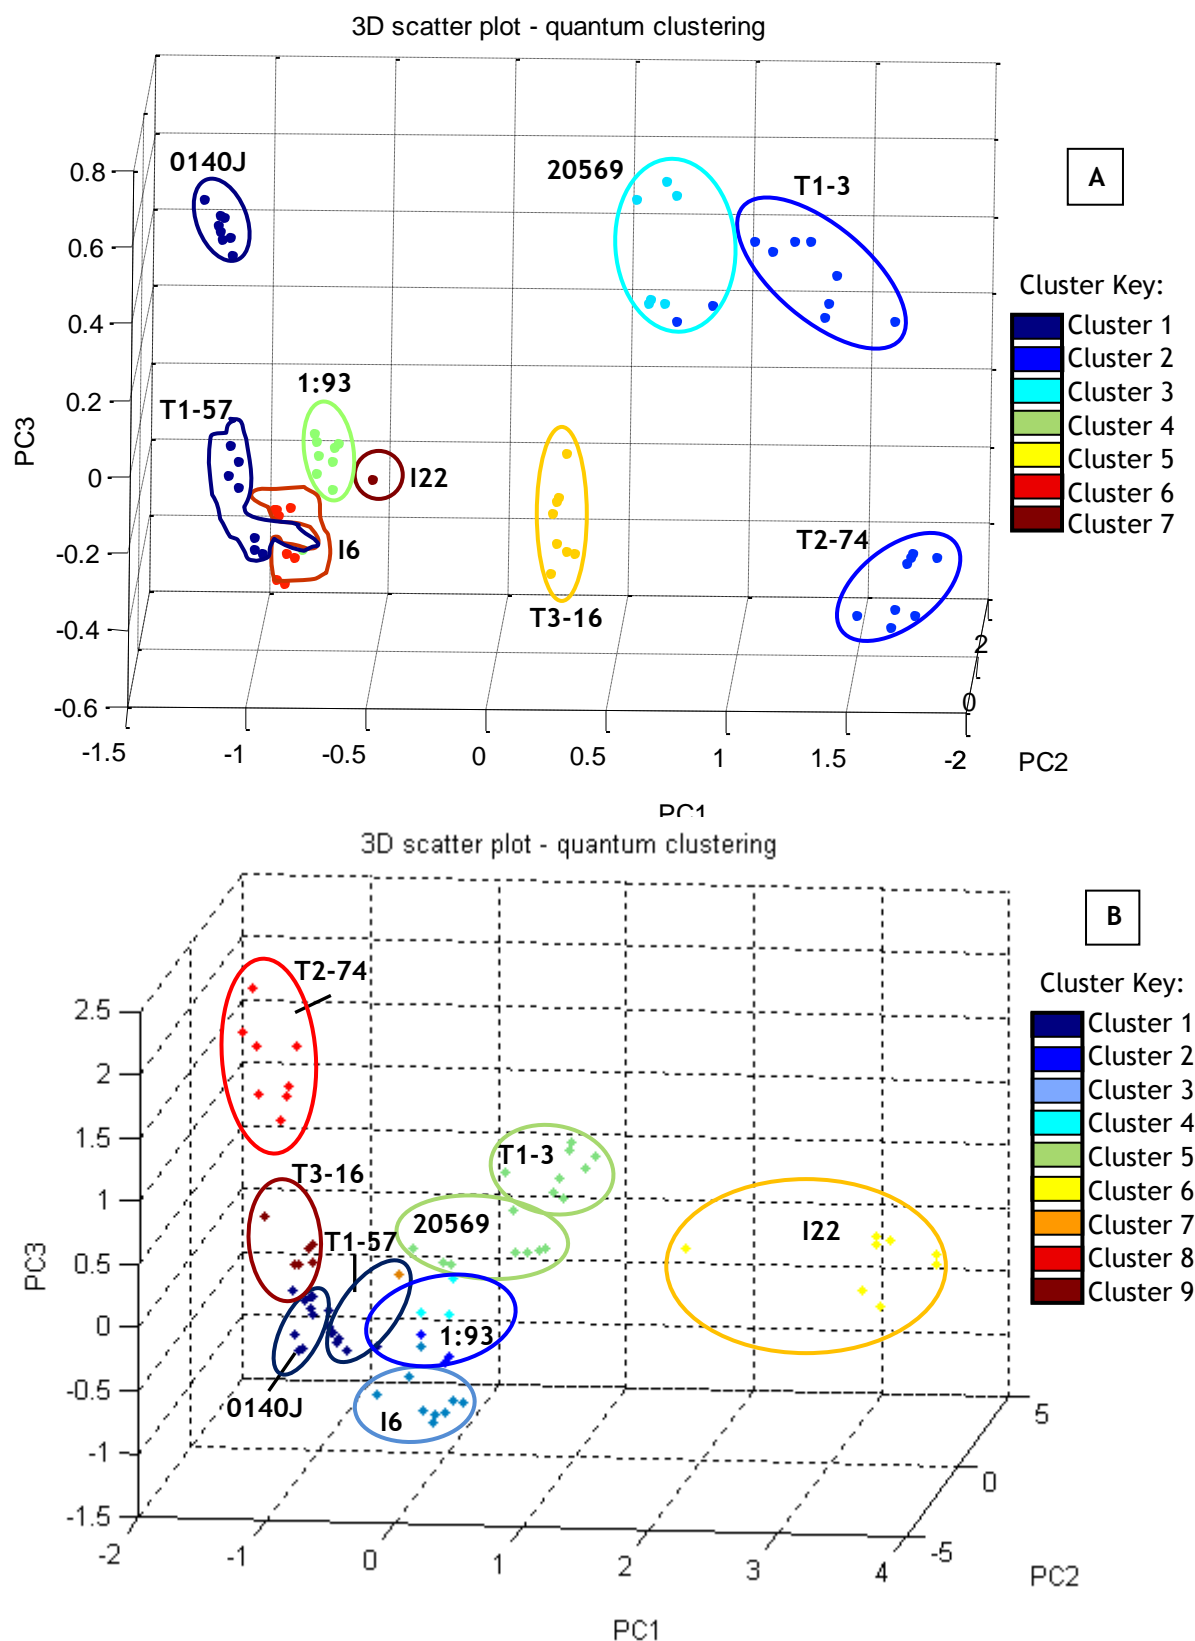 3D scatter plot - quantum clustering
A
0140J
20569
T1-3
0.8
0.6
0.4
0.2
0
-0.2
-0.4
-0.6
PC3
1:93
T1-57
I22
I6
T3-16
T2-74
Cluster Key:
Cluster 1
Cluster 2
Cluster 3
Cluster 4
Cluster 5
Cluster 6
Cluster 7
2
0
-2
-1.5
-1
-0.5
0
0.5
1
1.5
PC2
PC1
3D scatter plot - quantum clustering
B
T2-74
2.5
2
1.5
1
0.5
0
-0.5
-1
-1.5
PC3
T1-3
T3-16
20569
T1-57
I22
1:93
0140J
I6
Cluster Key:
Cluster 1
Cluster 2
Cluster 3
Cluster 4
Cluster 5
Cluster 6
Cluster 7
Cluster 8
Cluster 9
5
0
-5
-2
-1
0
1
2
3
4
PC2
PC1